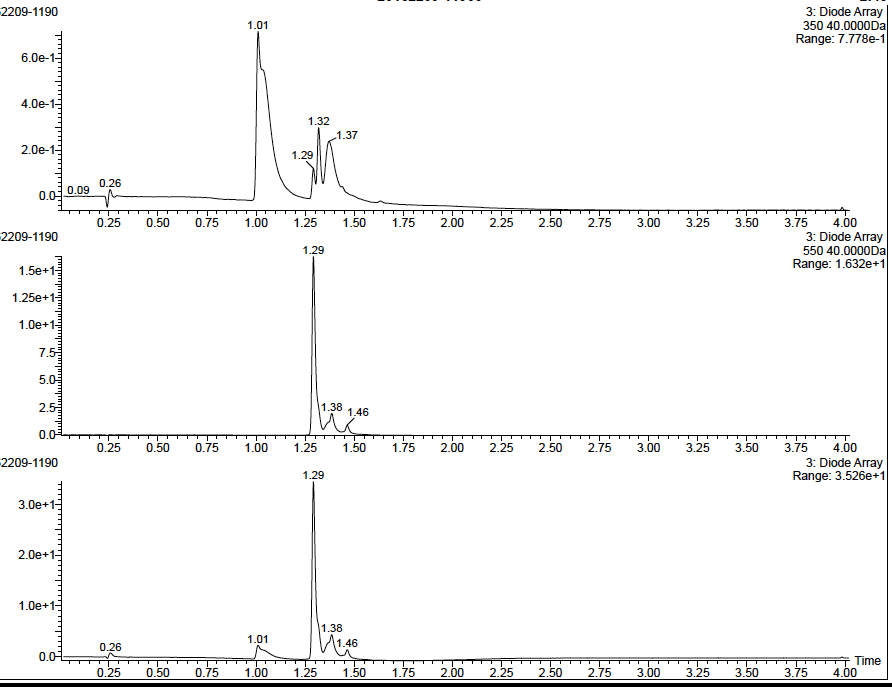 2209-1190
3: Diode Array
350 40.0000Da
Range: 7.778e-1
1.01
6.0e-1
4.0e-1
1.32
1.37
2.0e-1
1.29
0.09
0.26
0.0
0.25 0.50 0.75 1.00 1.25 1.50 1.75 2.00 2.25 2.50 2.75 3.00 3.25 3.50 3.75 4.00
2209-1190
3: Diode Array
550 40.0000Da
Range: 1.632e+1
1.29
1.5e+1
1.25e+1
1.0e+1
7.5
5.0
2.5
1.38
1.46
0.0
0.25 0.50 0.75 1.00 1.25 1.50 1.75 2.00 2.25 2.50 2.75 3.00 3.25 3.50 3.75 4.00
2209-1190
3: Diode Array
Range: 3.526e+1
1.29
3.0e+1
2.0e+1
1.0e+1
0.26
1.01
1.38
1.46
0.0
Time
0.25 0.50 0.75 1.00 1.25 1.50 1.75 2.00 2.25 2.50 2.75 3.00 3.25 3.50 3.75 4.00